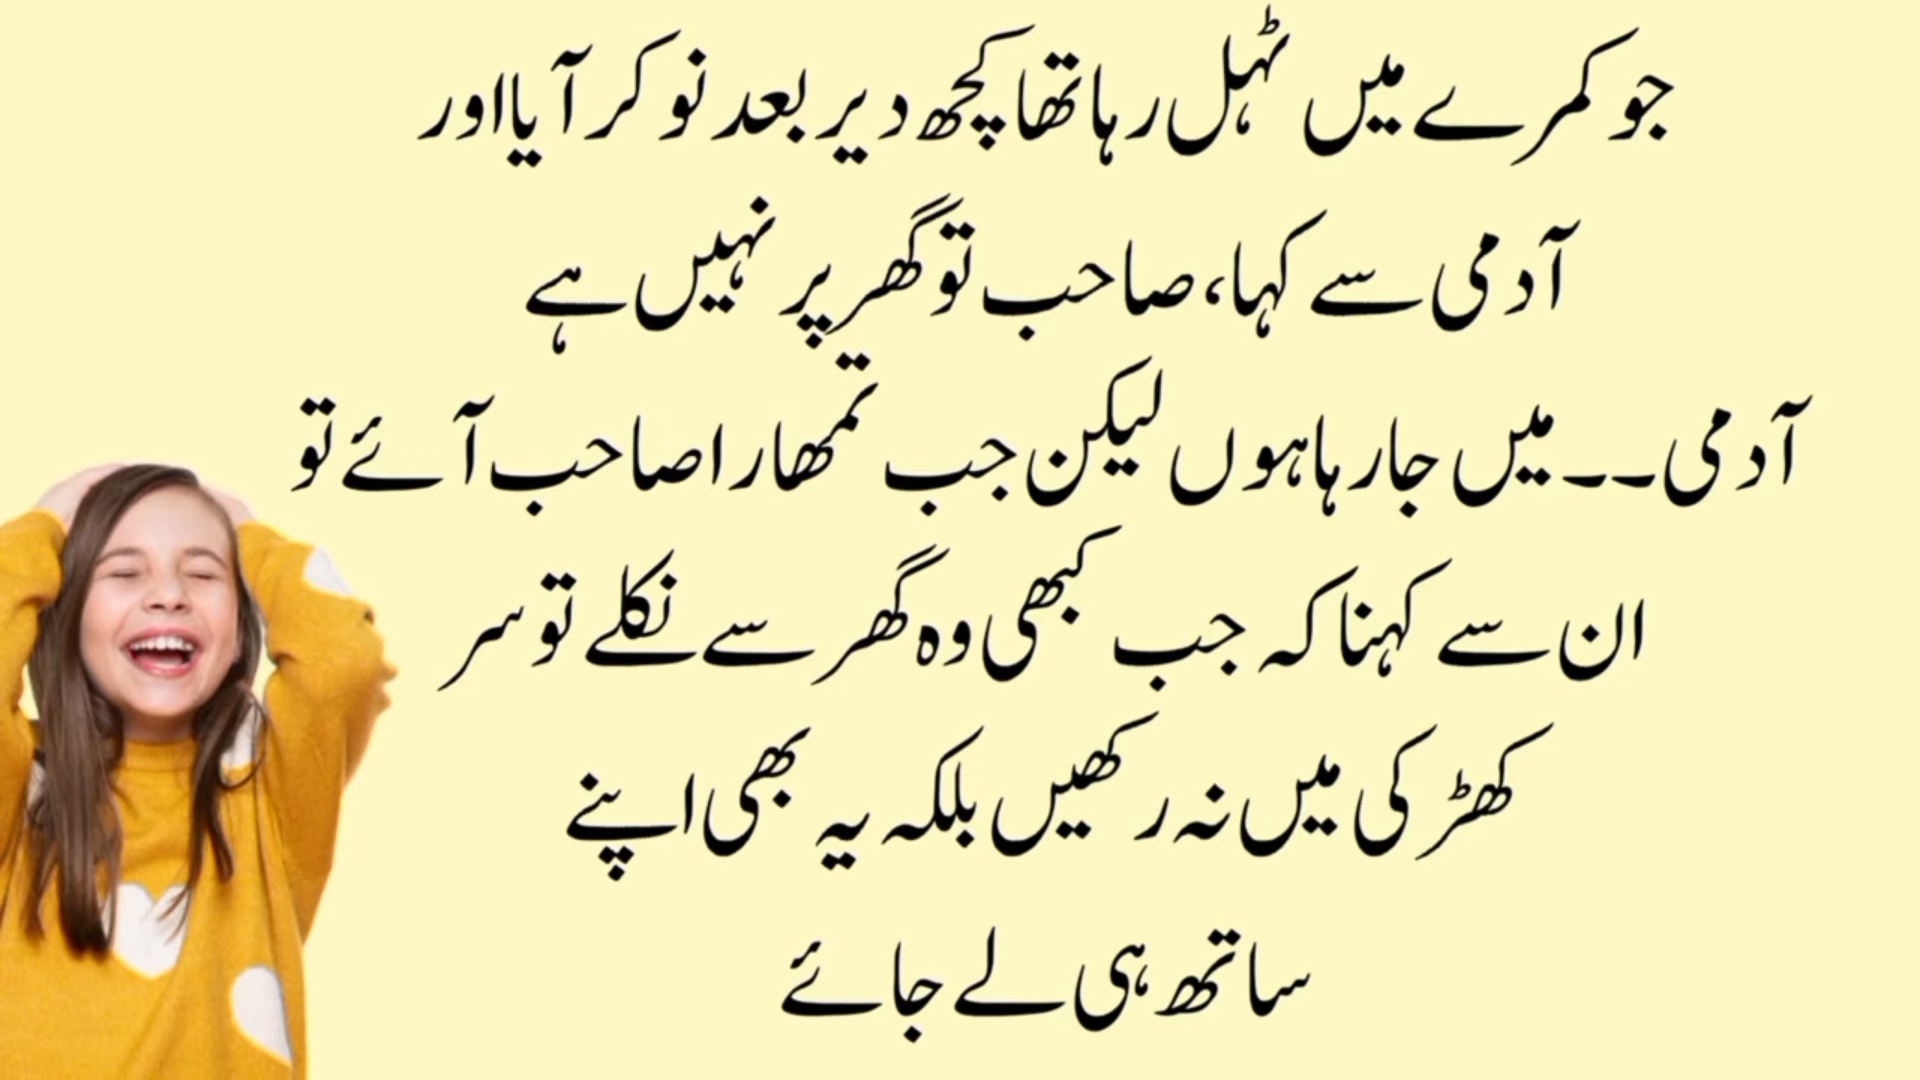 جو کمرے میں ٹہل رہا تھا کچھ دیر بعد نوکر آیا اور
آدمی سے کہا، صاحب تو گھر پر نہیں ہے
آدمی ۔۔ میں جا رہا ہوں لیکن جب تمھارا صاحب آئے تو
ان سے کہنا کہ جب کبھی وہ گھر سے نکلے تو سر
کھڑکی میں نہ رکھیں بلکہ یہ بھی اپنے
ساتھ ہی لے جائے